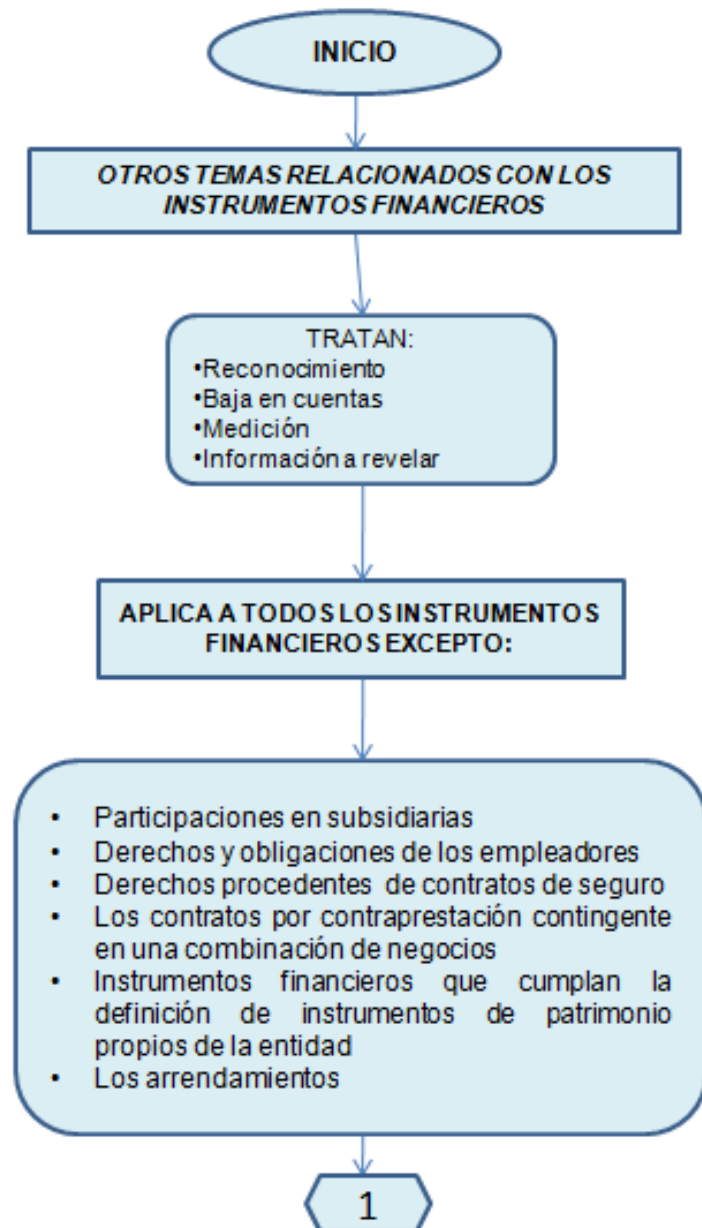 INICIO
OTROS TEMAS RELACIONADOS CON LOS
INSTRUMENTOS FINANCIEROS
TRATAN:
•Reconocimiento
•Baja en cuentas
•Medición
•Información a revelar
APLICA A TODOS LOS INSTRUMENTOS
FINANCIEROS EXCEPTO:
• Participaciones en subsidiarias
• Derechos y obligaciones de los empleadores
• Derechos procedentes de contratos de seguro
• Los contratos por contraprestación contingente
en una combinación de negocios
• Instrumentos financieros que cumplan la
definición de instrumentos de patrimonio
propios de la entidad
• Los arrendamientos
1